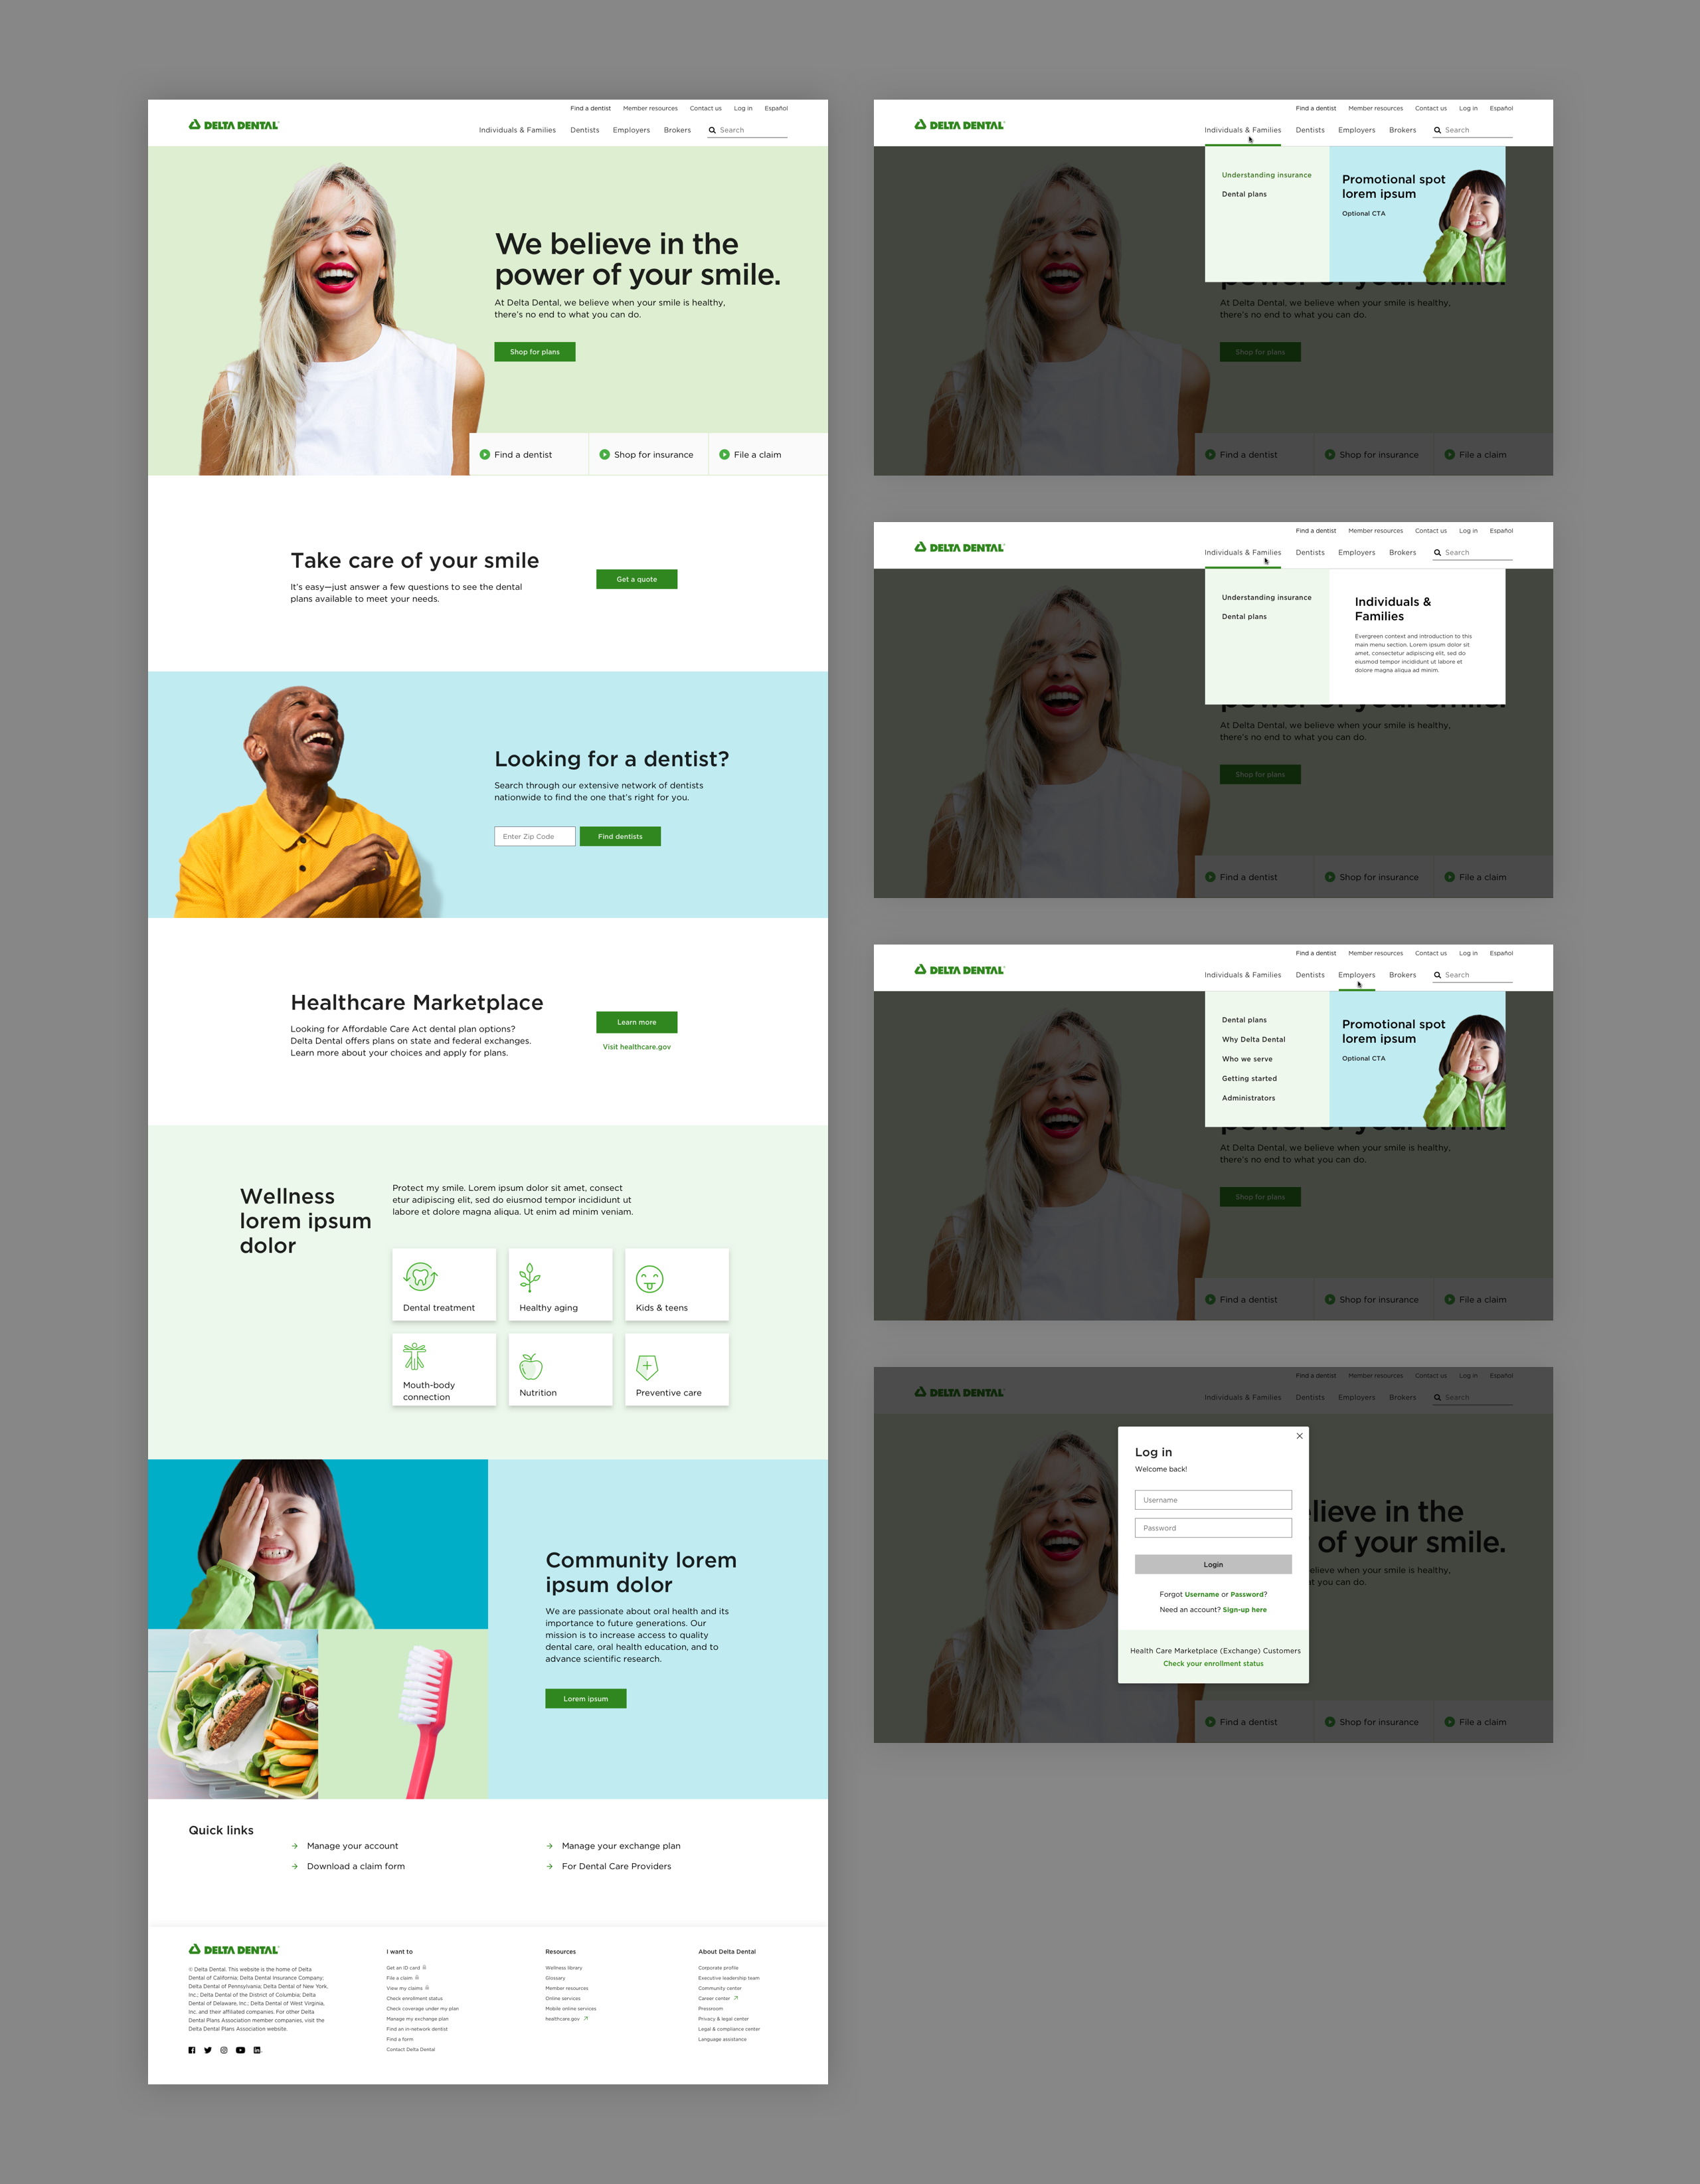 Find a dentist Member resources Contact us Log in Español
DELTA DENTAL®
Individuals & Families Dentists Employers Brokers Search
We believe in the
power of your smile.
At Delta Dental, we believe when your smile is healthy,
there's no end to what you can do.
Shop for plans
Find a dentist Shop for insurance File a claim
Take care of your smile
It's easy—just answer a few questions to see the dental
plans available to meet your needs.
Get a quote
Looking for a dentist?
Search through our extensive network of dentists
nationwide to find the one that's right for you.
Enter Zip Code Find dentists
Healthcare Marketplace
Looking for Affordable Care Act dental plan options?
Delta Dental offers plans on state and federal exchanges.
Learn more about your choices and apply for plans.
Learn more
Visit healthcare.gov
Wellness
lorem ipsum
dolor
Protect my smile. Lorem ipsum dolor sit amet, consect
etur adipiscing elit, sed do eiusmod tempor incididunt ut
labore et dolore magna aliqua. Ut enim ad minim veniam.
Dental treatment
Healthy aging
Kids & teens
Mouth-body
connection
Nutrition
Preventive care
Community lorem
ipsum dolor
We are passionate about oral health and its
importance to future generations. Our
mission is to increase access to quality
dental care, oral health education, and to
advance scientific research.
Lorem ipsum
Quick links
Manage your account
Download a claim form
Manage your exchange plan
For Dental Care Providers
DELTA DENTAL®
© Delta Dental. This website is the home of Delta
Dental of California; Delta Dental Insurance Company;
Delta Dental of Pennsylvania; Delta Dental of New York,
Inc.; Delta Dental of the District of Columbia; Delta
Dental of Delaware, Inc.; Delta Dental of West Virginia,
Inc. and their affiliated companies. For other Delta
Dental Plans Association member companies, visit the
Delta Dental Plans Association website.
I want to
Get an ID card
File a claim
View my claims
Check enrollment status
Check coverage under my plan
Manage my exchange plan
Find an in-network dentist
Find a form
Contact Delta Dental
Resources
Wellness library
Glossary
Member resources
Online services
Mobile online services
healthcare.gov
About Delta Dental
Corporate profile
Executive leadership team
Community center
Career center
Pressroom
Privacy & legal center
Legal & compliance center
Language assistance
Find a dentist Member resources Contact us Log in Español
DELTA DENTAL®
Individuals & Families Dentists Employers Brokers Search
Understanding insurance
Dental plans
Promotional spot
lorem ipsum
Optional CTA
power of your smile.
At Delta Dental, we believe when your smile is healthy,
there's no end to what you can do.
Shop for plans
Find a dentist Shop for insurance File a claim
Find a dentist Member resources Contact us Log in Español
DELTA DENTAL®
Individuals & Families Dentists Employers Brokers Search
Understanding insurance
Dental plans
Individuals &
Families
Evergreen context and introduction to this
main menu section. Lorem ipsum dolor sit
amet, consectetur adipiscing elit, sed do
eiusmod tempor incididunt ut labore et
dolore magna aliqua ad minim.
power of your smile.
At Delta Dental, we believe when your smile is healthy,
there's no end to what you can do.
Shop for plans
Find a dentist Shop for insurance File a claim
Find a dentist Member resources Contact us Log in Español
DELTA DENTAL®
Individuals & Families Dentists Employers Brokers Search
Dental plans
Why Delta Dental
Who we serve
Getting started
Administrators
Promotional spot
lorem ipsum
Optional CTA
power of your smile.
At Delta Dental, we believe when your smile is healthy,
there's no end to what you can do.
Shop for plans
Find a dentist Shop for insurance File a claim
Find a dentist Member resources Contact us Log in Español
DELTA DENTAL®
Individuals & Families Dentists Employers Brokers Search
Log in
Welcome back!
Username
Password
Login
Forgot Username or Password?
Need an account? Sign-up here
Health Care Marketplace (Exchange) Customers
Check your enrollment status
elieve in the
of your smile.
elieve when your smile is healthy,
t you can do.
Find a dentist Shop for insurance File a claim